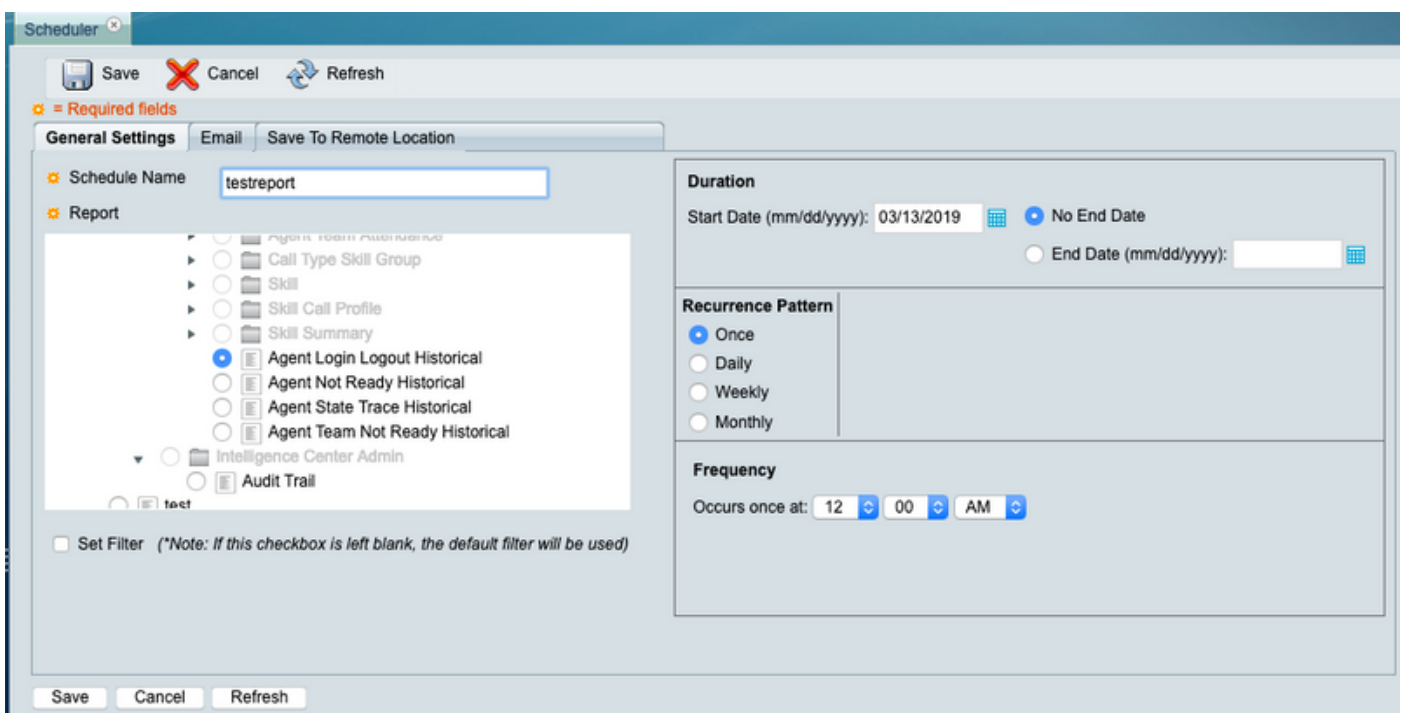 Scheduler
Save Cancel Refresh
= Required fields
General Settings Email Save To Remote Location
Schedule Name testreport
Report
Agent Team Attendance
Call Type Skill Group
Skill
Skill Call Profile
Skill Summary
Agent Login Logout Historical
Agent Not Ready Historical
Agent State Trace Historical
Agent Team Not Ready Historical
Intelligence Center Admin
Audit Trail
test
Set Filter (*Note: If this checkbox is left blank, the default filter will be used)
Duration
Start Date (mm/dd/yyyy): 03/13/2019 No End Date
End Date (mm/dd/yyyy):
Recurrence Pattern
Once
Daily
Weekly
Monthly
Frequency
Occurs once at: 12 00 AM
Save Cancel Refresh